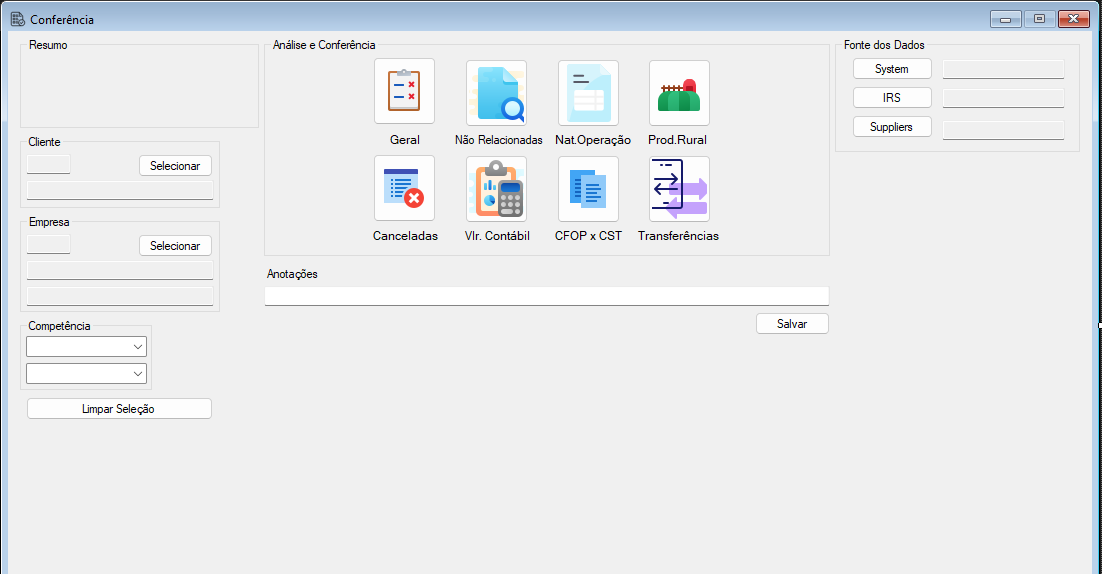 Conferência
Resumo
Cliente
Selecionar
Empresa
Selecionar
Competência
Limpar Seleção
Análise e Conferência
Geral
Não Relacionadas
Nat.Operação
Prod.Rural
Canceladas
Vlr. Contábil
CFOP x CST
Transferências
Anotações
Salvar
Fonte dos Dados
System
IRS
Suppliers